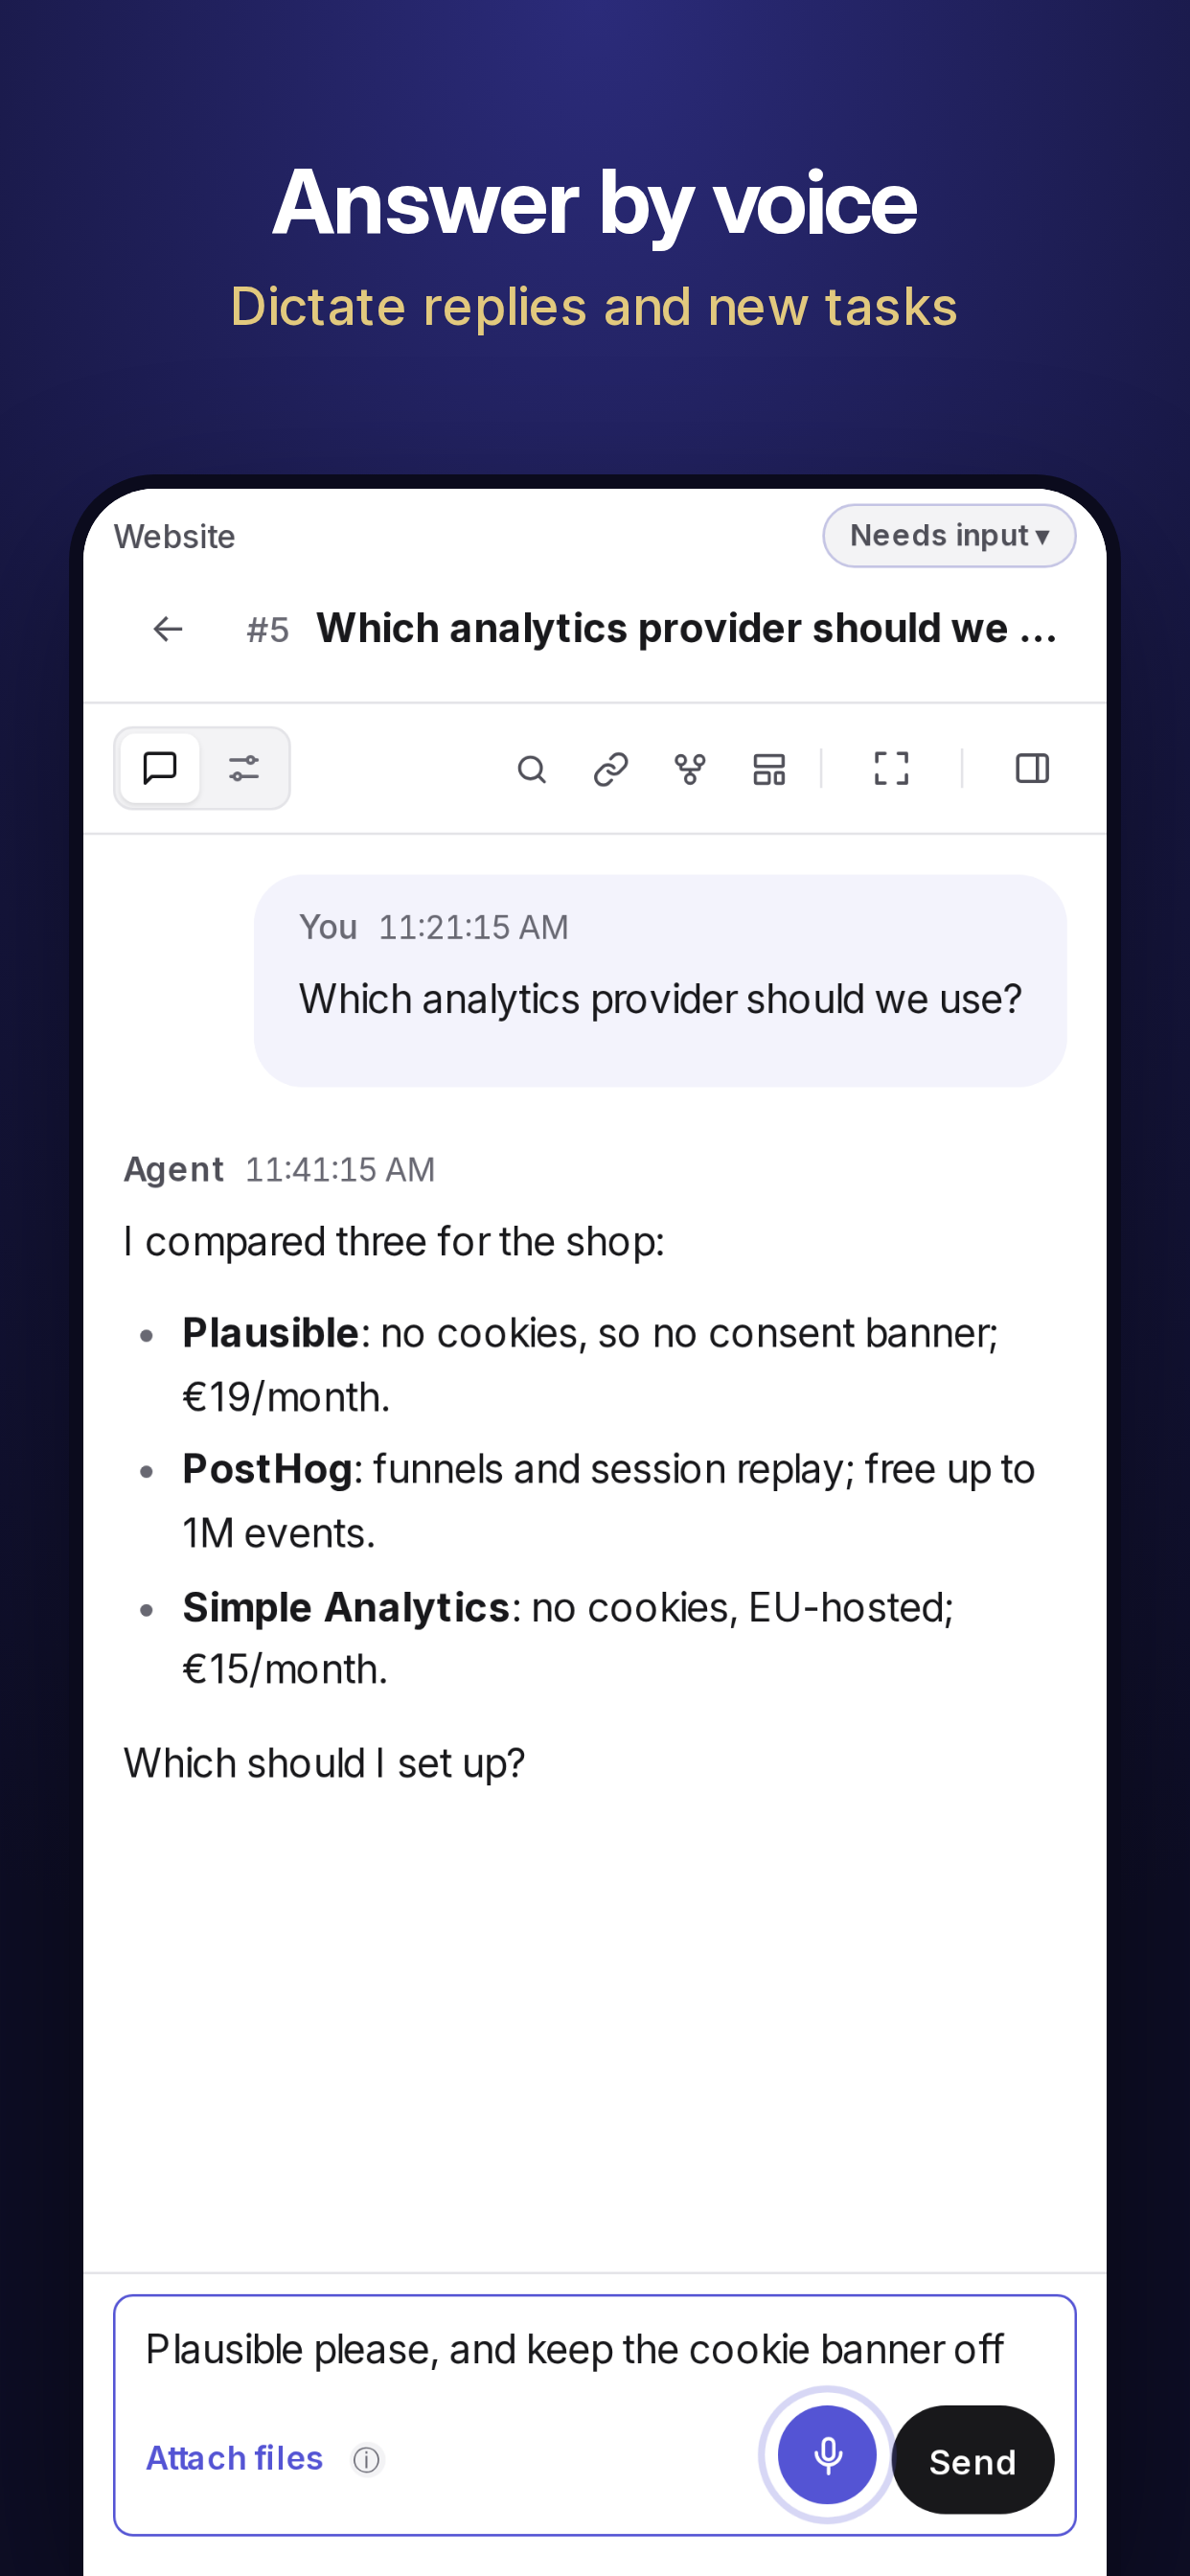 Answer by voice
Dictate replies and new tasks
Website
Needs input ▾
#5 Which analytics provider should we ...
You 11:21:15 AM
Which analytics provider should we use?
Agent 11:41:15 AM
I compared three for the shop:
• Plausible: no cookies, so no consent banner;
€19/month.
• PostHog: funnels and session replay; free up to
1M events.
• Simple Analytics: no cookies, EU-hosted;
€15/month.
Which should I set up?
Plausible please, and keep the cookie banner off
Attach files ⓘ
Send